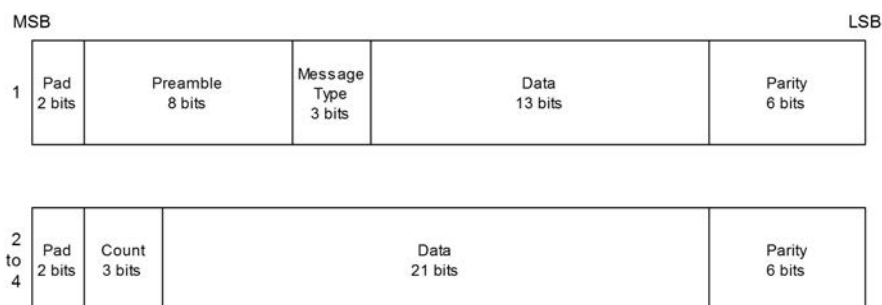 MSB LSB
1
Pad
2 bits
Preamble
8 bits
Message
Type
3 bits
Data
13 bits
Parity
6 bits
2
to
4
Pad
2 bits
Count
3 bits
Data
21 bits
Parity
6 bits